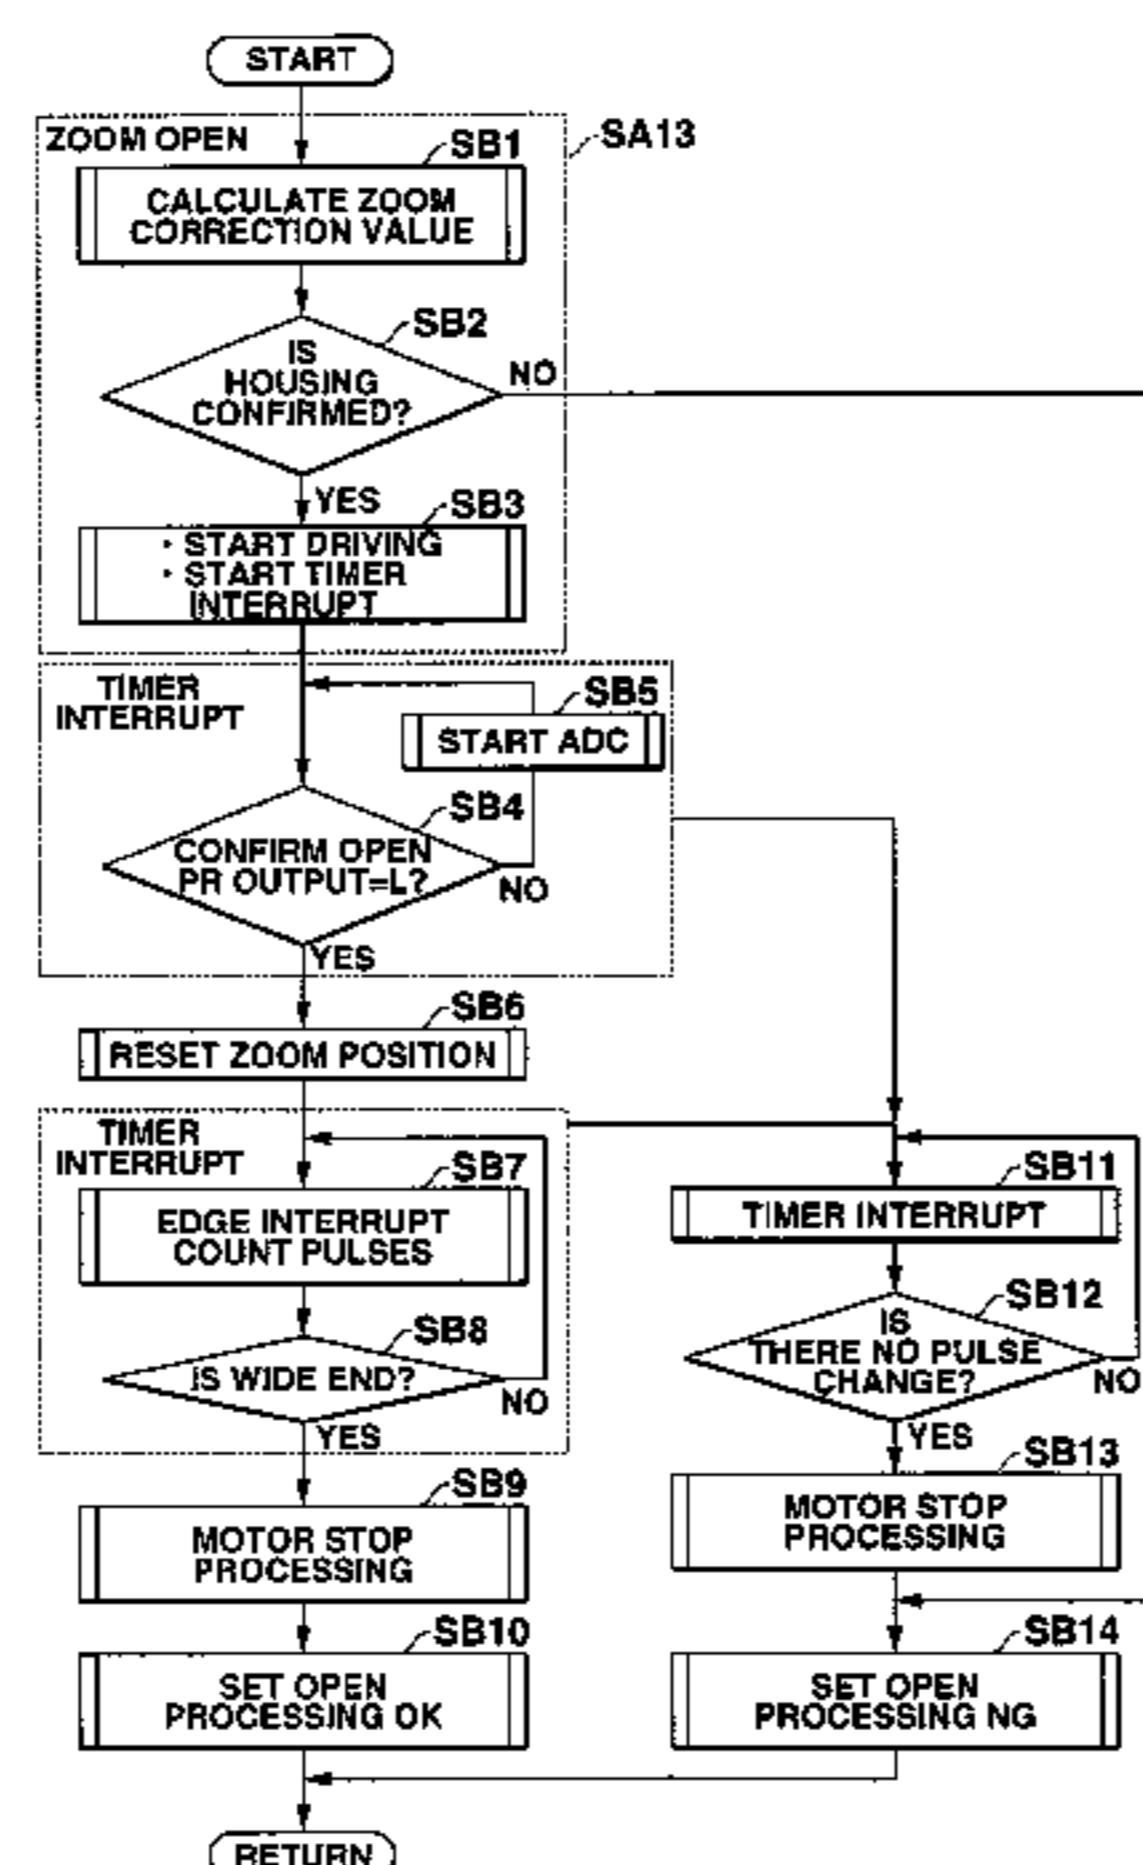 START
ZOOM OPEN
SA13
SB1
CALCULATE ZOOM
CORRECTION VALUE
SB2
IS
HOUSING
CONFIRMED?
NO
YES
SB3
· START DRIVING
· START TIMER
INTERRUPT
TIMER
INTERRUPT
SB5
START ADC
SB4
CONFIRM OPEN
PR OUTPUT=L?
NO
YES
SB6
RESET ZOOM POSITION
TIMER
INTERRUPT
SB7
EDGE INTERRUPT
COUNT PULSES
SB8
IS WIDE END?
NO
YES
SB9
MOTOR STOP
PROCESSING
SB10
SET OPEN
PROCESSING OK
SB11
TIMER INTERRUPT
SB12
IS
THERE NO PULSE
CHANGE?
NO
YES
SB13
MOTOR STOP
PROCESSING
SB14
SET OPEN
PROCESSING NG
RETURN